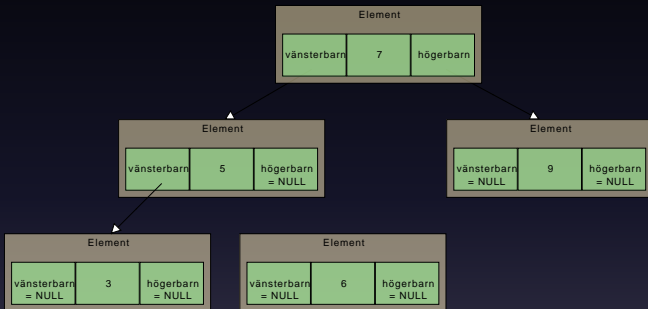 Element
vänsterbarn 7 högerbarn
Element
vänsterbarn 5 högerbarn
= NULL
Element
vänsterbarn 9 högerbarn
= NULL = NULL
Element
vänsterbarn 3 högerbarn
= NULL = NULL
Element
vänsterbarn 6 högerbarn
= NULL = NULL